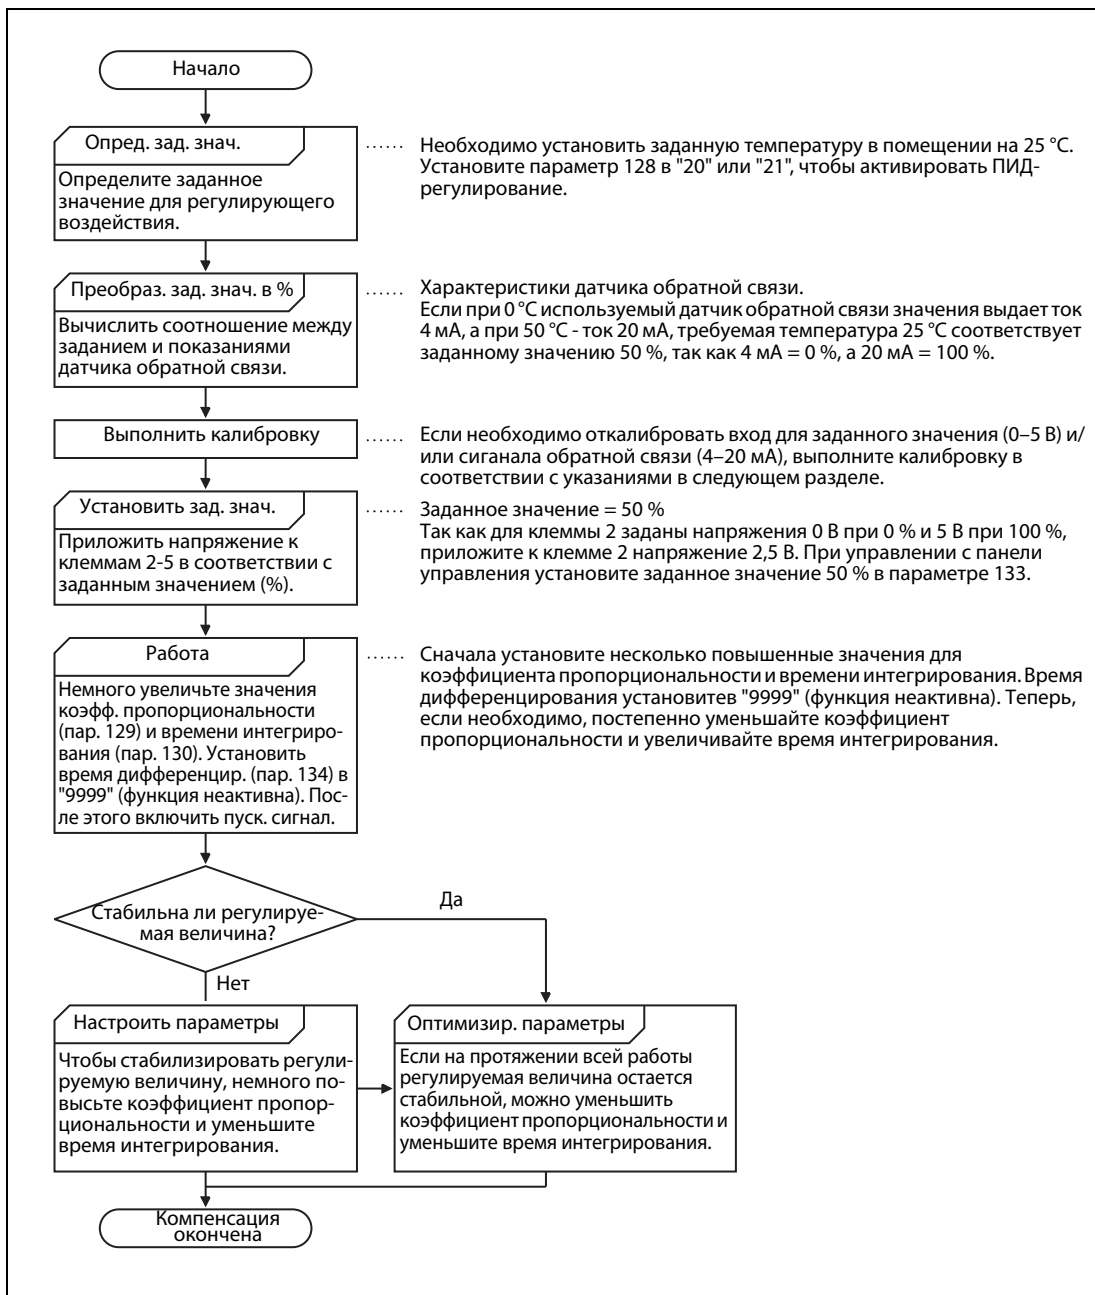 Начало
Опред. зад. знач.
Определите заданное
значение для регулирующего
воздействия.
...... Необходимо установить заданную температуру в помещении на 25 °C.
Установите параметр 128 в "20" или "21", чтобы активировать ПИД-
регулирование.
Преобраз. зад. знач. в %
Вычислить соотношение между
заданием и показаниями
датчика обратной связи.
...... Характеристики датчика обратной связи.
Если при 0 °C используемый датчик обратной связи значения выдает ток
4 мА, а при 50 °C - ток 20 мА, требуемая температура 25 °C соответствует
заданному значению 50 %, так как 4 мА = 0 %, а 20 мА = 100 %.
Выполнить калибровку
...... Если необходимо откалибровать вход для заданного значения (0–5 В) и/
или сиганала обратной связи (4–20 мА), выполните калибровку в
соответствии с указаниями в следующем разделе.
Установить зад. знач.
Приложить напряжение к
клеммам 2-5 в соответствии с
заданным значением (%).
...... Заданное значение = 50 %
Так как для клеммы 2 заданы напряжения 0 В при 0 % и 5 В при 100 %,
приложите к клемме 2 напряжение 2,5 В. При управлении с панели
управления установите заданное значение 50 % в параметре 133.
Работа
Немного увеличьте значения
коэфф. пропорциональности
(пар. 129) и времени интегриро-
вания (пар. 130). Установить
время дифференцир. (пар. 134) в
"9999" (функция неактивна). Пос-
ле этого включить пуск. сигнал.
...... Сначала установите несколько повышенные значения для
коэффициента пропорциональности и времени интегрирования. Время
дифференцирования установитев "9999" (функция неактивна). Теперь,
если необходимо, постепенно уменьшайте коэффициент
пропорциональности и увеличивайте время интегрирования.
Стабильна ли регулируе-
мая величина?
Да
Нет
Настроить параметры
Чтобы стабилизировать регули-
руемую величину, немного по-
высьте коэффициент пропор-
циональности и уменьшите
время интегрирования.
Оптимизир. параметры
Если на протяжении всей работы
регулируемая величина остается
стабильной, можно уменьшить
коэффициент пропорциональности и
уменьшите время интегрирования.
Компенсация
окончена